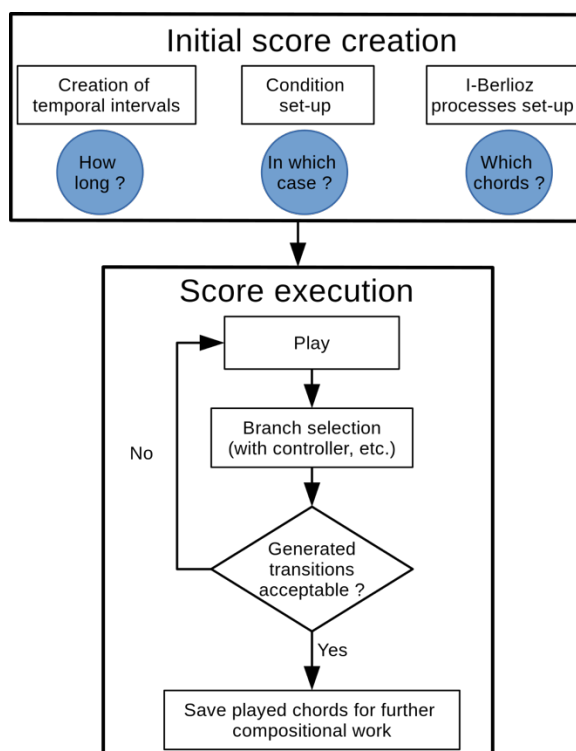 Initial score creation
Creation of
temporal intervals
Condition
set-up
I-Berlioz
processes set-up
How
long ?
In which
case ?
Which
chords ?
Score execution
Play
Branch selection
(with controller, etc.)
No
Generated
transitions
acceptable ?
Yes
Save played chords for further
compositional work